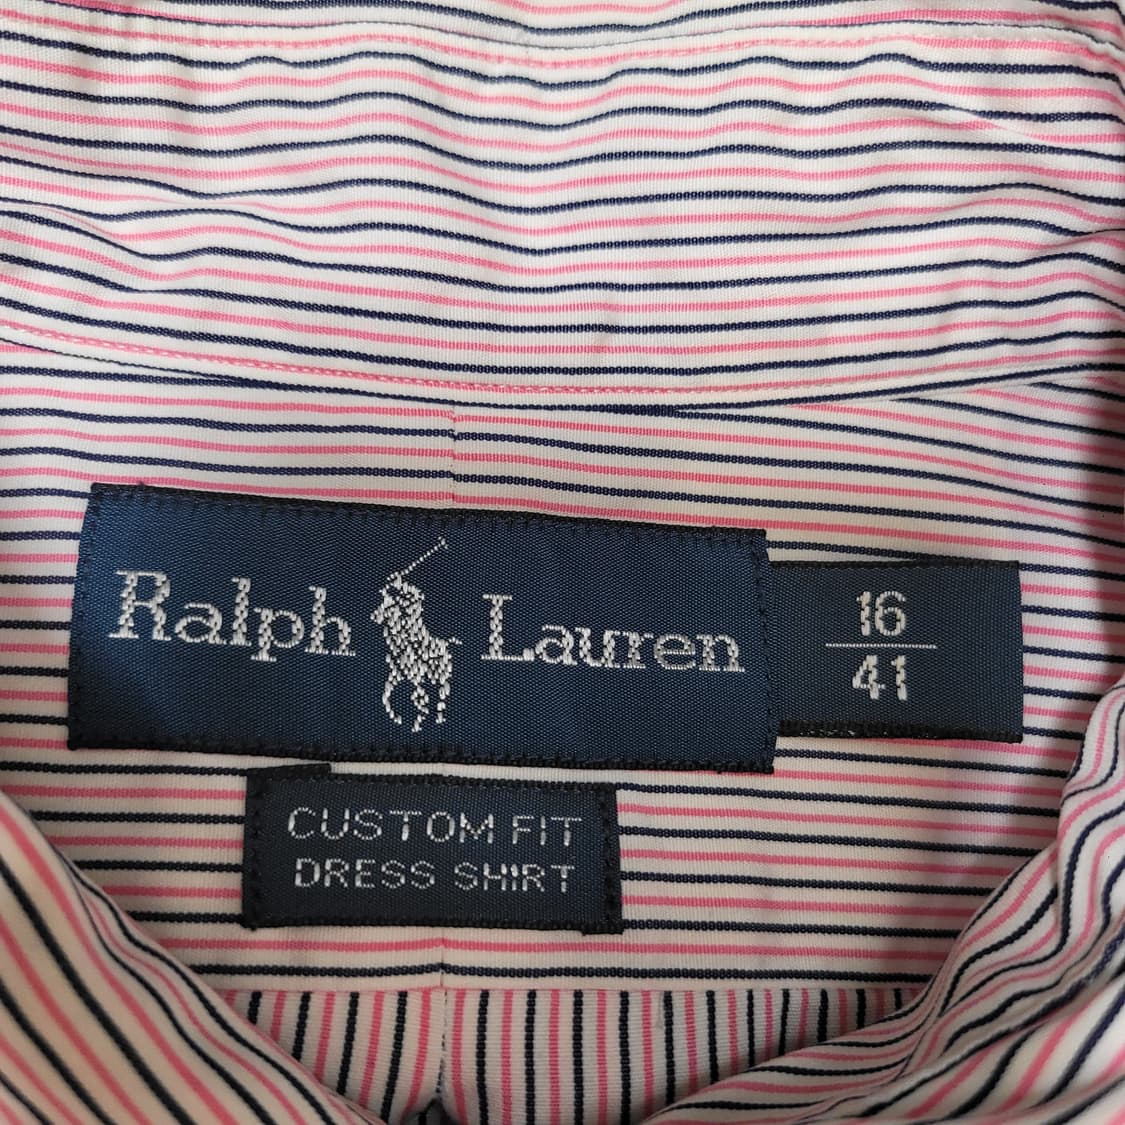 Ralph Lauren
16
41
CUSTOM FIT
DRESS SHIRT